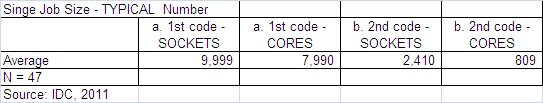 Singe Job Size - TYPICAL Number
a. 1st code - SOCKETS a. 1st code - CORES b. 2nd code - SOCKETS b. 2nd code - CORES
Average 9,999 7,990 2,410 809
N = 47
Source: IDC, 2011